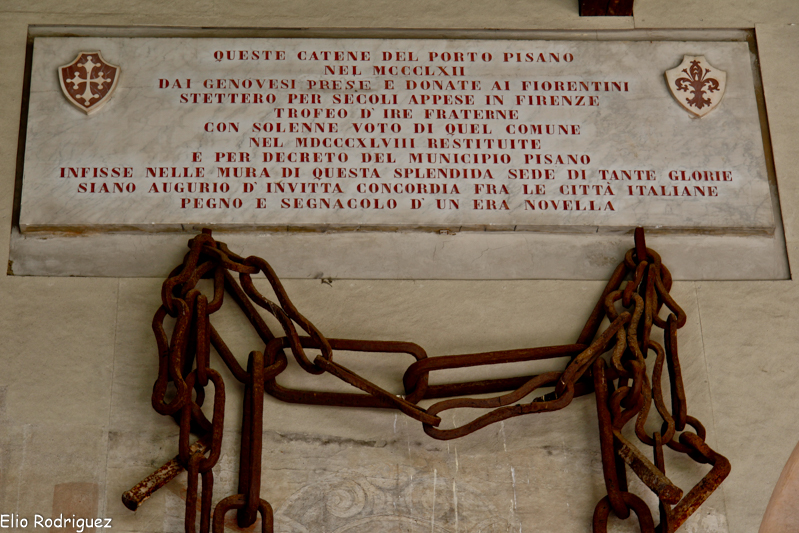 QUESTE CATENE DEL PORTO PISANO
NEL MCCCLXII
DAI GENOVESI PRESE E DONATE AI FIORENTINI
STETTERO PER SECOLI APPESE IN FIRENZE
TROFEO D'IRE FRATERNE
CON SOLENNE VOTO DI QUEL COMUNE
NEL MDCCCXLVIII RESTITUITE
E PER DECRETO DEL MUNICIPIO PISANO
INFISSE NELLE MURA DI QUESTA SPLENDIDA SEDE DI TANTE GLORIE
SIANO AUGURIO D'INVITTA CONCORDIA FRA LE CITTÀ ITALIANE
PEGNO E SEGNACOLO D'UN ERA NOVELLA
Elio Rodriguez